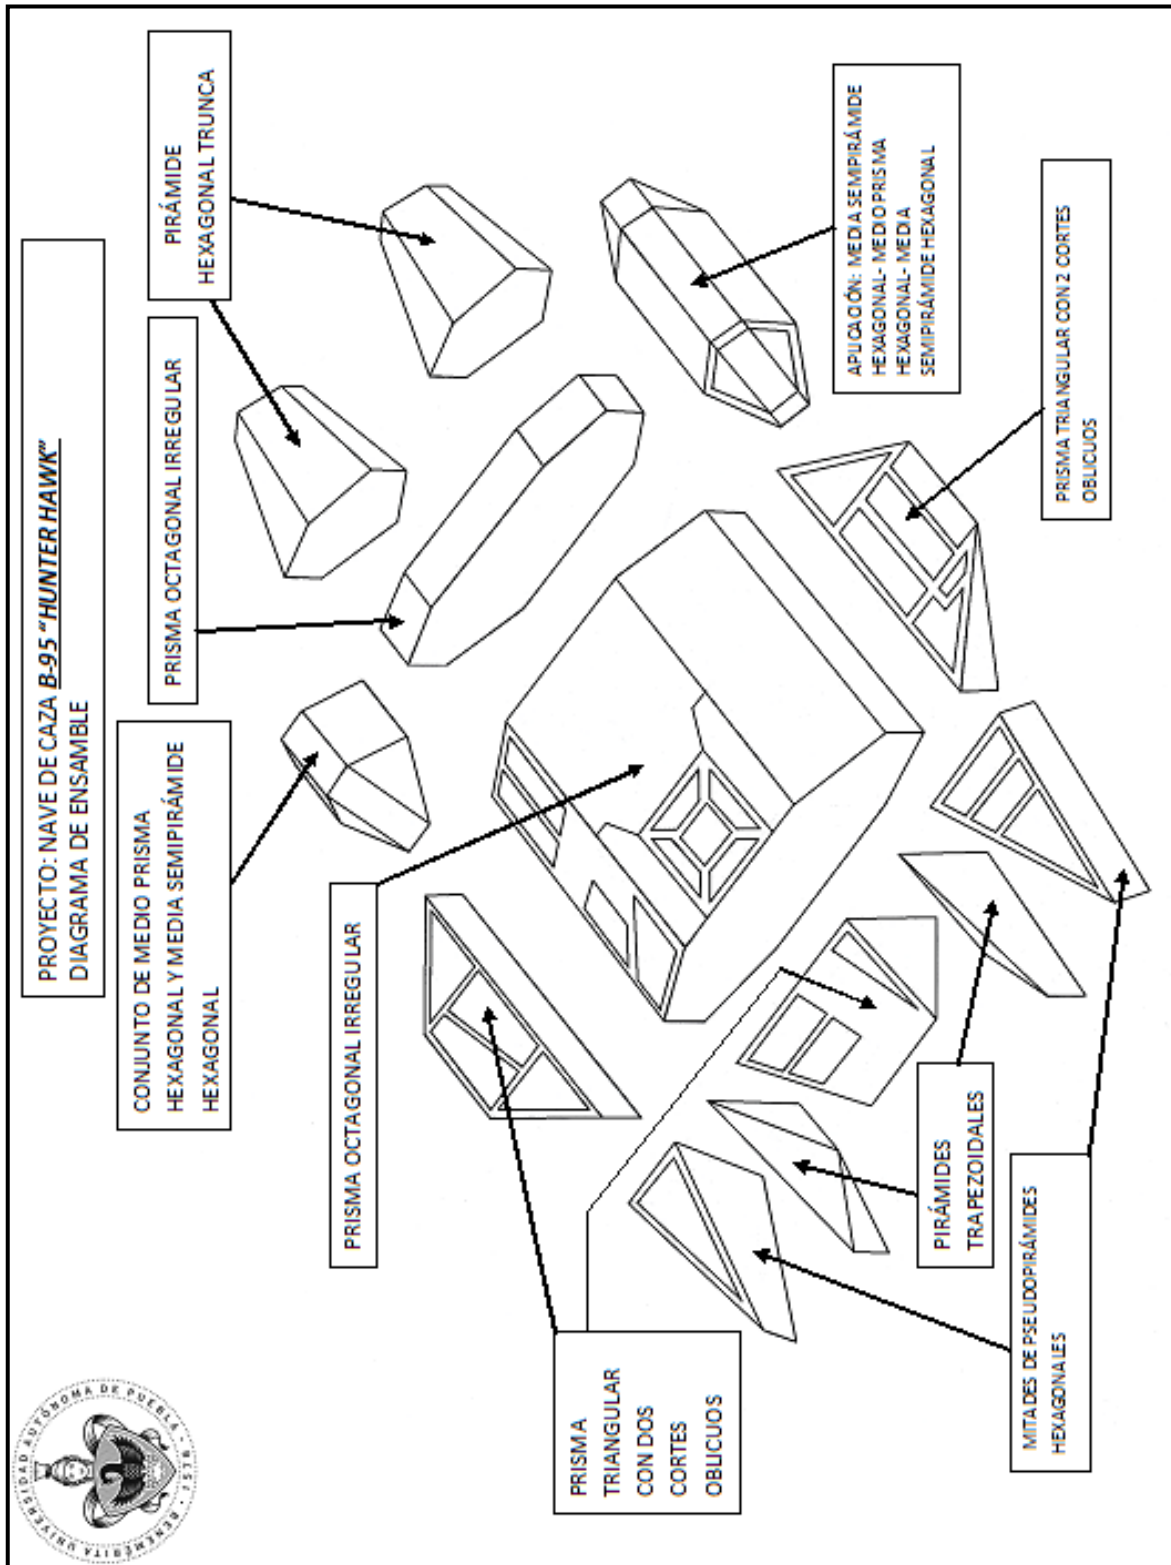 BENEMÉRITA UNIVERSIDAD AUTÓNOMA DE PUEBLA
PROYECTO: NAVE DE CAZA B-95 “HUNTER HAWK”
DIAGRAMA DE ENSAMBLE
CONJUNTO DE MEDIO PRISMA
HEXAGONAL Y MEDIA SEMIPIRÁMIDE
HEXAGONAL
PRISMA OCTAGONAL IRREGULAR
PIRÁMIDE
HEXAGONAL TRUNCA
PRISMA OCTAGONAL IRREGULAR
PRISMA
TRIANGULAR
CON DOS
CORTES
OBLICUOS
APLICACIÓN: MEDIA SEMIPIRÁMIDE
HEXAGONAL- MEDIO PRISMA
HEXAGONAL- MEDIA
SEMIPIRÁMIDE HEXAGONAL
PIRÁMIDES
TRAPEZOIDALES
PRISMA TRIANGULAR CON 2 CORTES
OBLICUOS
MITADES DE PSEUDOPIRÁMIDES
HEXAGONALES